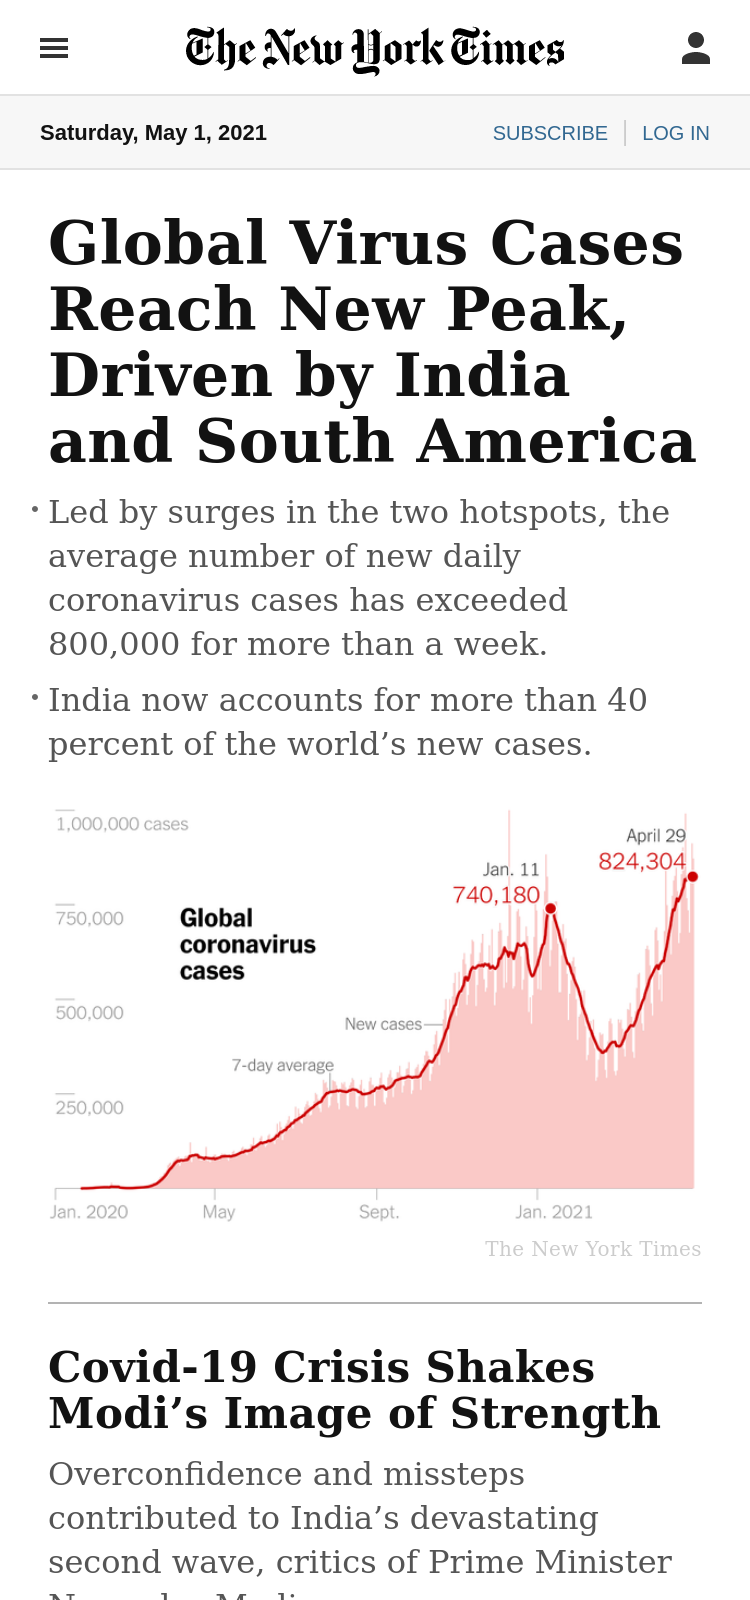 The New York Times
Saturday, May 1, 2021
SUBSCRIBE
LOG IN
Global Virus Cases
Reach New Peak,
Driven by India
and South America
• Led by surges in the two hotspots, the
average number of new daily
coronavirus cases has exceeded
800,000 for more than a week.
• India now accounts for more than 40
percent of the world’s new cases.
1,000,000 cases
April 29
824,304
Jan. 11
740,180
750,000
Global
coronavirus
cases
500,000
New cases
7-day average
250,000
Jan. 2020
May
Sept.
Jan. 2021
The New York Times
Covid-19 Crisis Shakes
Modi’s Image of Strength
Overconfidence and missteps
contributed to India’s devastating
second wave, critics of Prime Minister